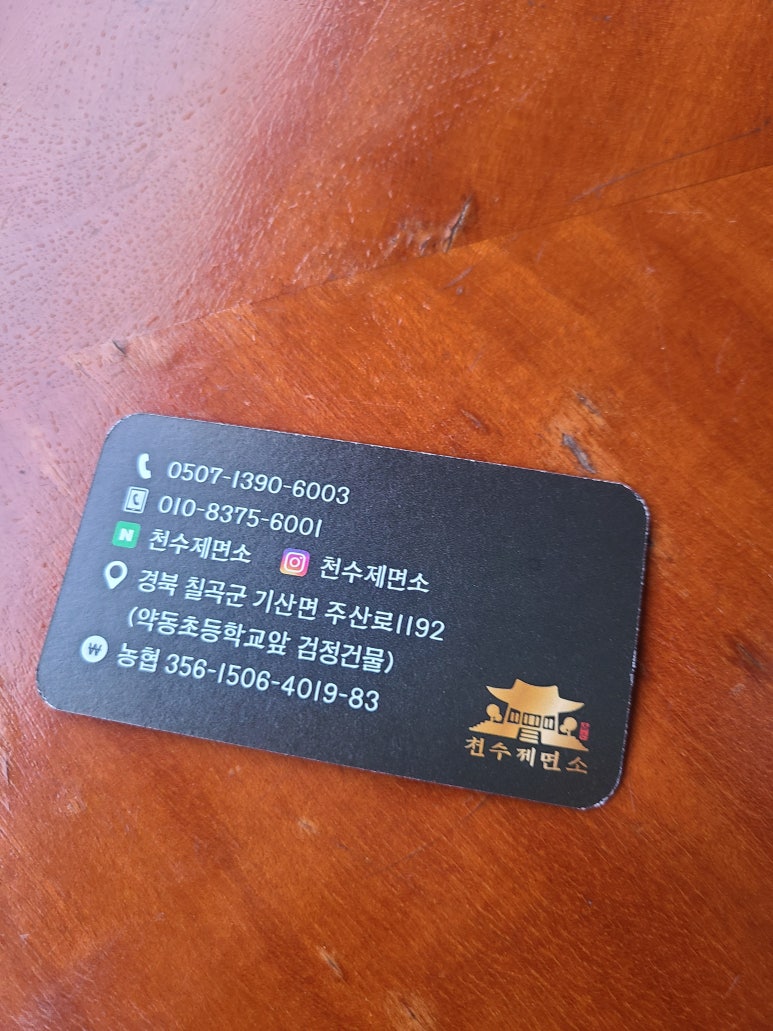 0507-1390-6003
010-8375-6001
N 천수제면소 천수제면소
경북 칠곡군 기산면 주산로1192
(약동초등학교앞 검정건물)
₩ 농협 356-1506-4019-83
천수제면소